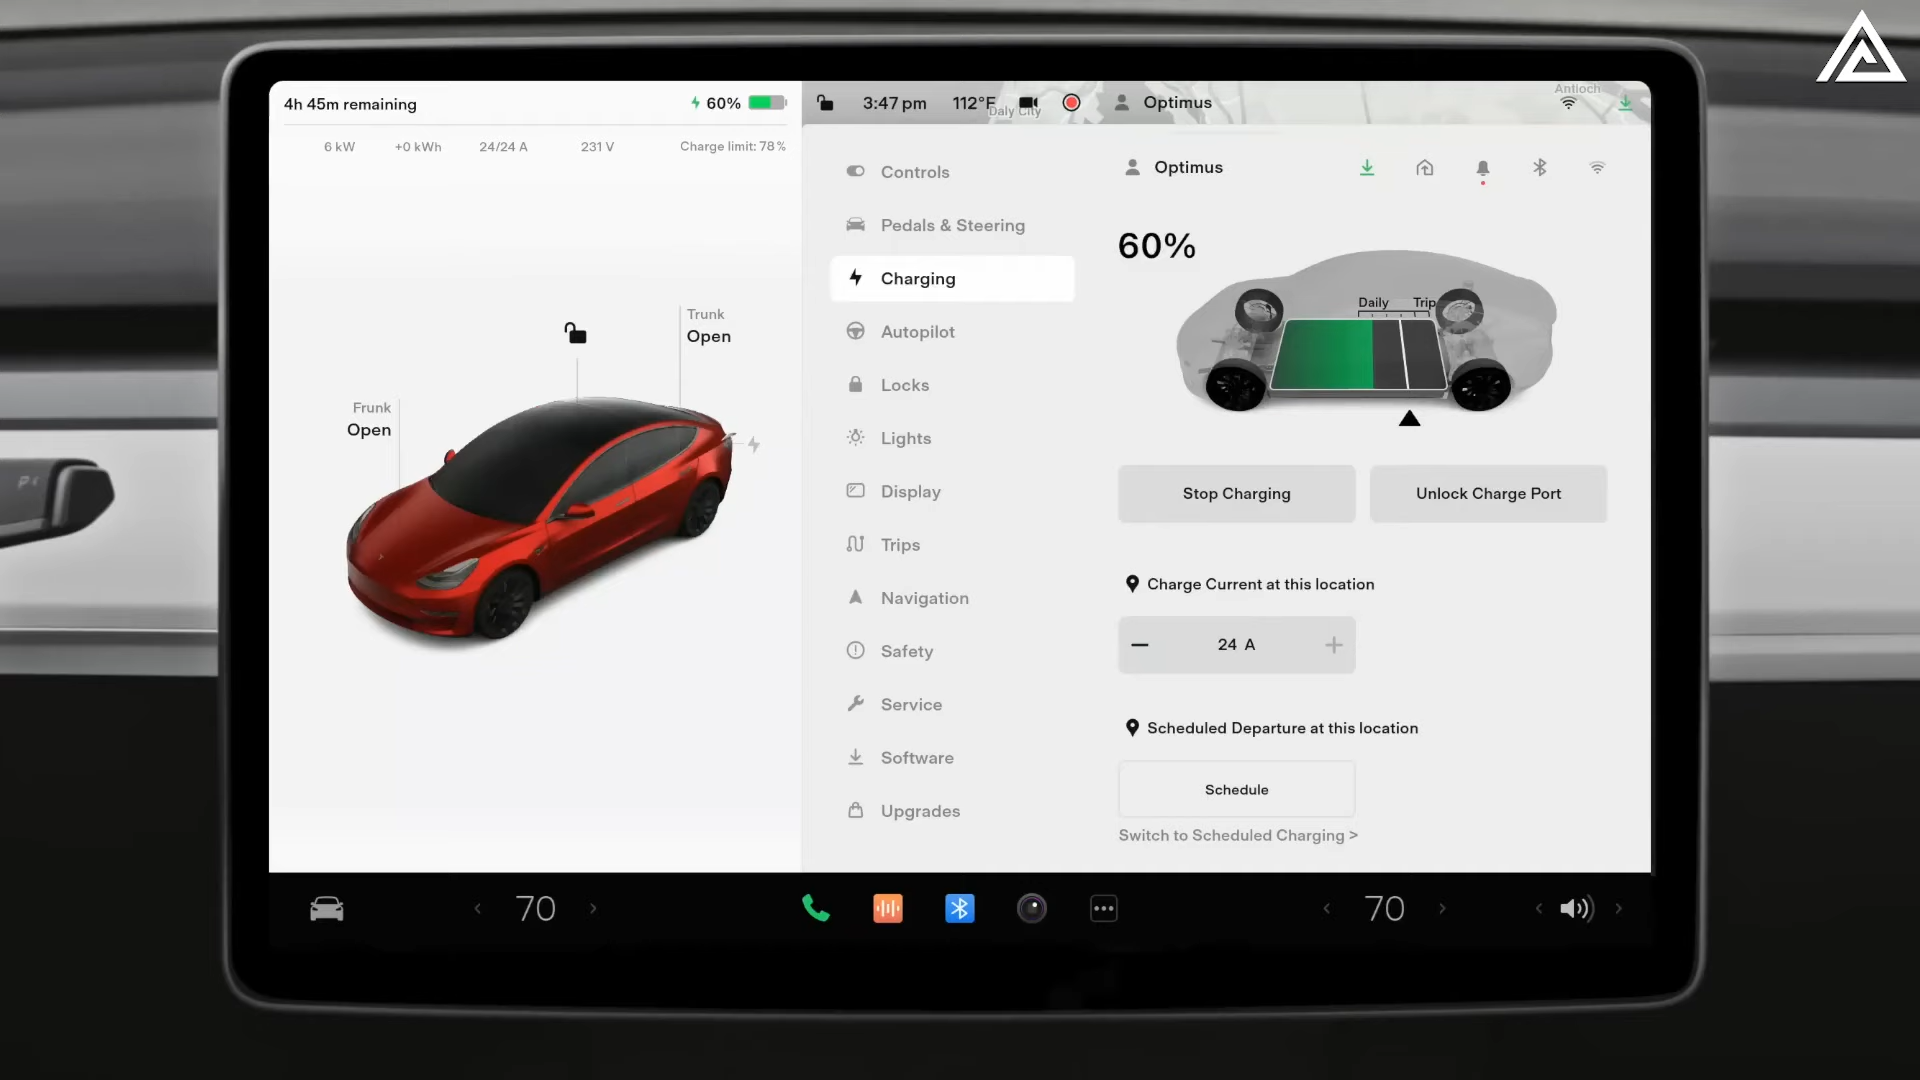 4h 45m remaining
60%
6 kW
+0 kWh
24/24 A
231 V
Charge limit: 78%
Trunk
Open
Frunk
Open
3:47 pm
112°F
Daly City
Optimus
Antioch
Controls
Pedals & Steering
Charging
Autopilot
Locks
Lights
Display
Trips
Navigation
Safety
Service
Software
Upgrades
Optimus
60%
Daily
Trip
Stop Charging
Unlock Charge Port
Charge Current at this location
24 A
Scheduled Departure at this location
Schedule
Switch to Scheduled Charging >
70
70